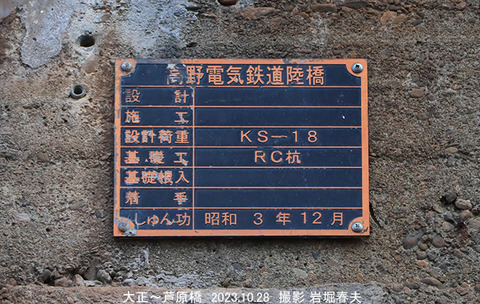 高野電気鉄道陸橋
設計
施工
設計荷重 KS-18
基礎工 RC杭
基礎根入
着手
しゅん功 昭和 3年12月
大正～芦原橋 2023.10.28 撮影 岩堀春夫